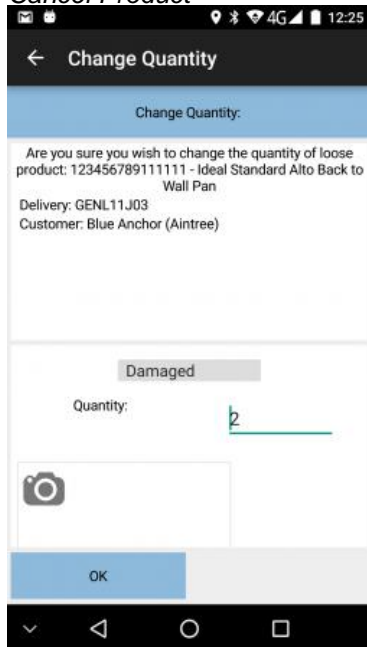 Cancel Product
4G 12:25
Change Quantity
Change Quantity:
Are you sure you wish to change the quantity of loose
product: 123456789111111 - Ideal Standard Alto Back to
Wall Pan
Delivery: GENL11J03
Customer: Blue Anchor (Aintree)
Damaged
Quantity:
2
OK